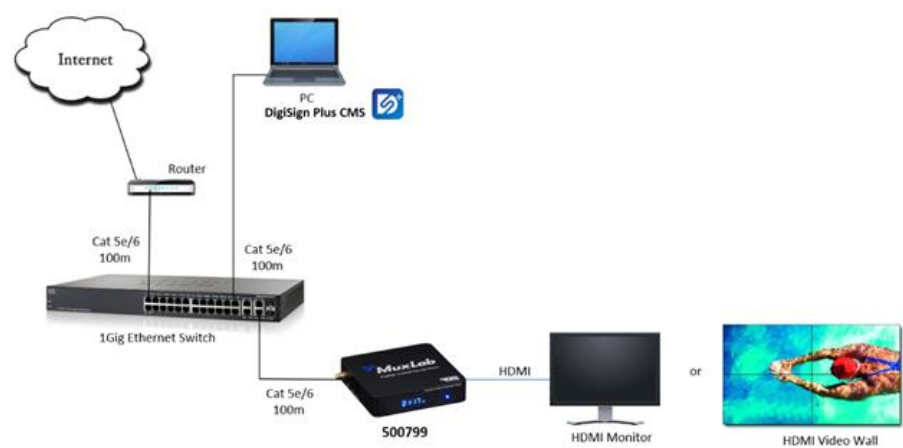 Internet
PC
DigiSign Plus CMS
Router
Cat 5e/6
100m
Cat 5e/6
100m
1Gig Ethernet Switch
MuxLab
HDMI
or
Cat 5e/6
100m
500799
HDMI Monitor
HDMI Video Wall